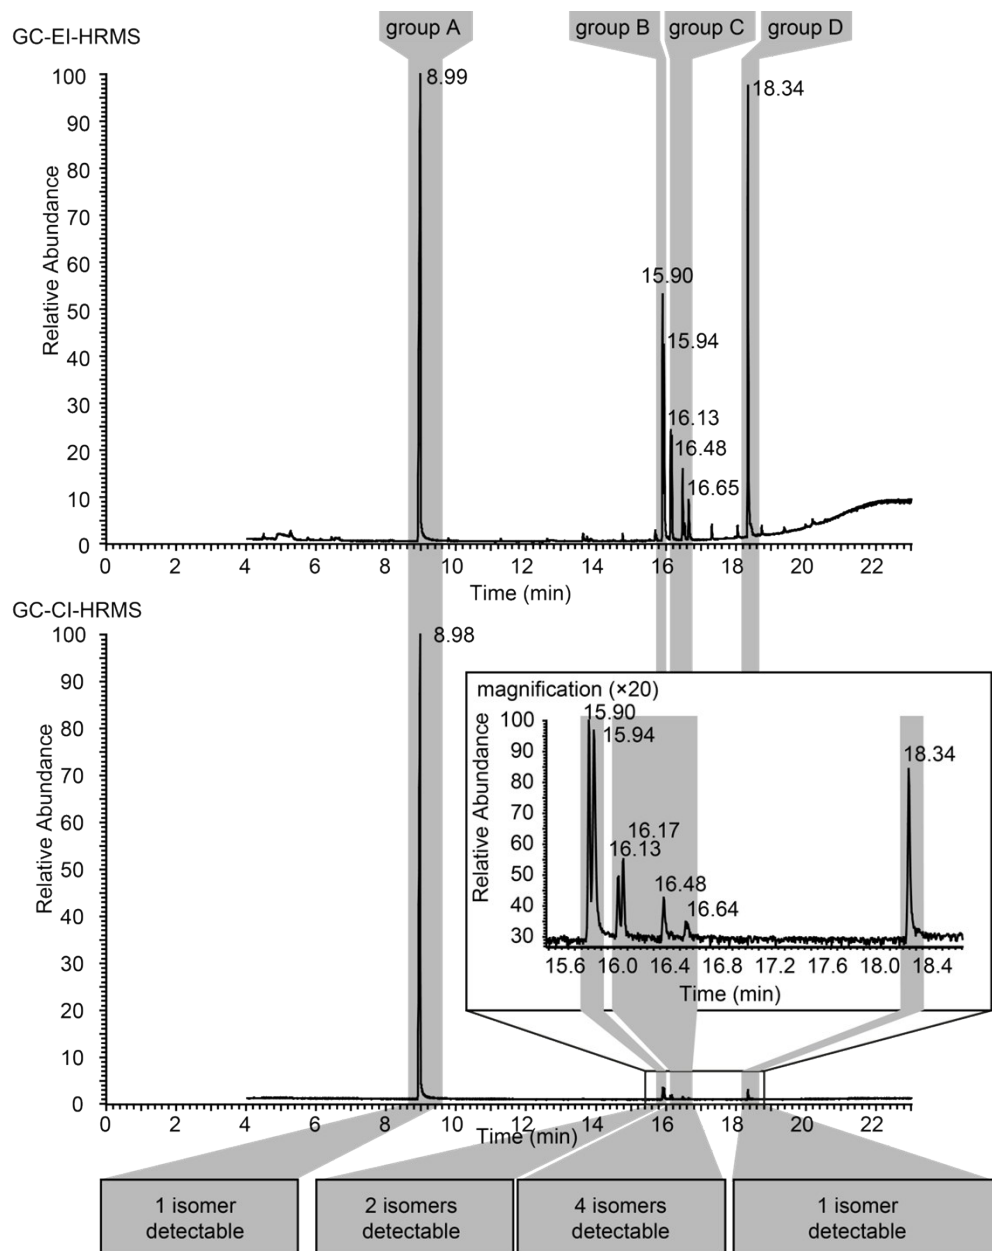 GC-EI-HRMS
group A
group B
group C
group D
100
90
80
70
60
50
40
30
20
10
0
Relative Abundance
8.99
15.90
15.94
16.13
16.48
16.65
18.34
0 2 4 6 8 10 12 14 16 18 20 22
Time (min)
GC-CI-HRMS
100
90
80
70
60
50
40
30
20
10
0
Relative Abundance
8.98
magnification (×20)
100
90
80
70
60
50
40
30
Relative Abundance
15.90
15.94
16.17
16.13
16.48
16.64
18.34
15.6 16.0 16.4 16.8 17.2 17.6 18.0 18.4
Time (min)
0 2 4 6 8 10 12 14 16 18 20 22
Time (min)
1 isomer
detectable
2 isomers
detectable
4 isomers
detectable
1 isomer
detectable